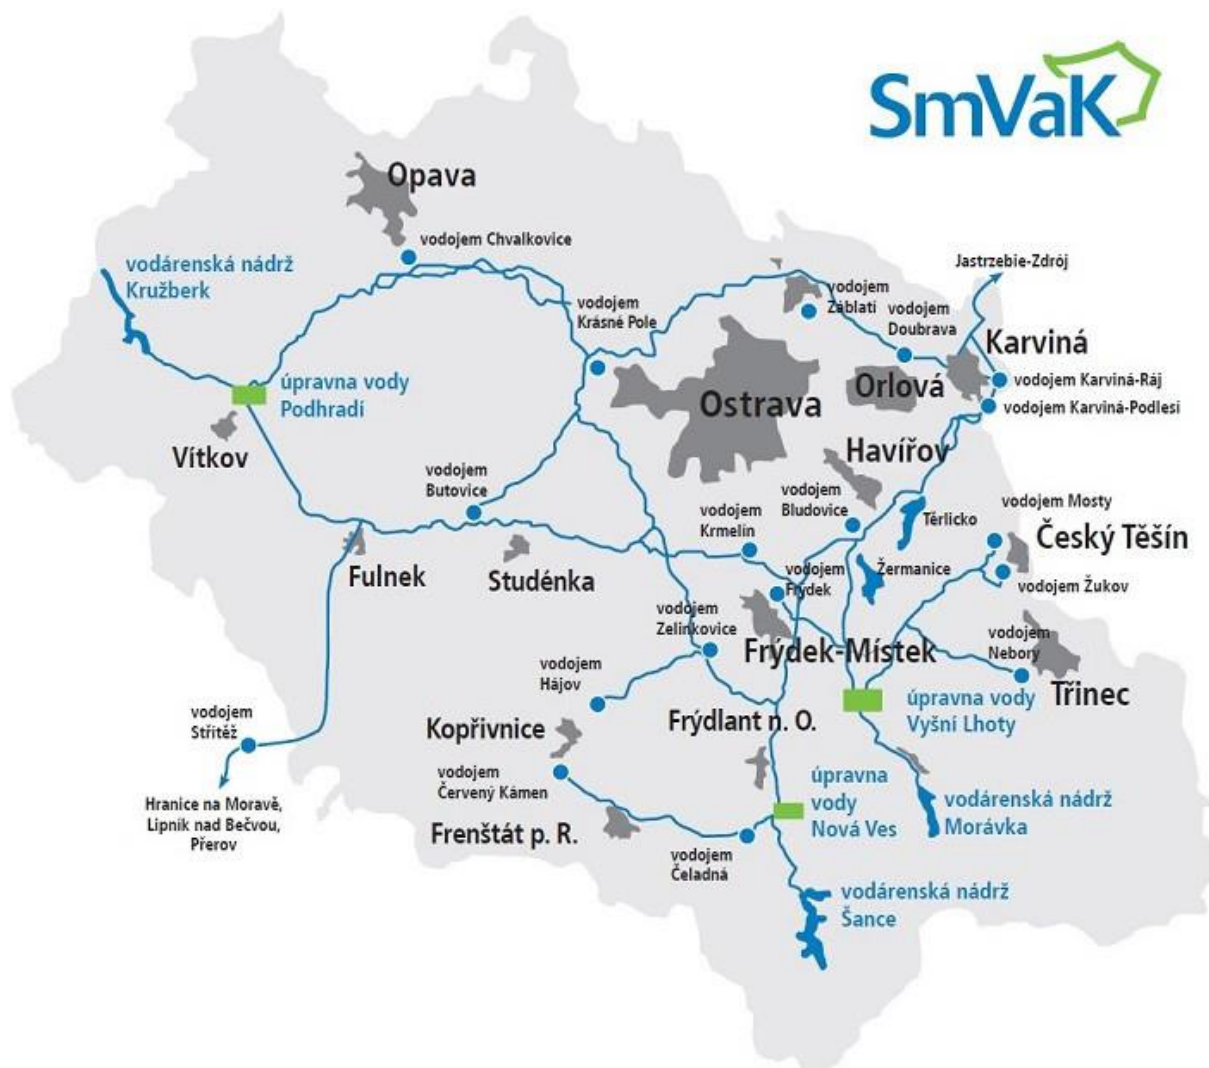 SmVaK
Opava
vodojem Chvalkovice
vodárenská nádrž
Kružberk
Jastrzebie-Zdrój
vodojem
Krásné Pole
vodojem
Záblatí
vodojem
Doubrava
Karviná
vodojem Karviná-Ráj
vodojem Karviná-Podlesí
úpravna vody
Podhradí
Ostrava
Orlová
Vítkov
Havířov
vodojem
Butovice
vodojem
Bludovice
vodojem
Krmelín
Těrlicko
vodojem Mosty
Český Těšín
Fulnek
Studénka
vodojem
Frýdek
Žermanice
vodojem Žukov
vodojem
Zelinkovice
Frýdek-Místek
vodojem
Nebory
Třinec
vodojem
Hájov
úpravna vody
Vyšní Lhoty
vodojem
Střítěž
Kopřivnice
Frýdlant n. O.
vodojem
Červený Kámen
úpravna
vody
Nová Ves
vodárenská nádrž
Morávka
Hranice na Moravě,
Lipník nad Bečvou,
Přerov
Frenštát p. R.
vodojem
Čeladná
vodárenská nádrž
Šance